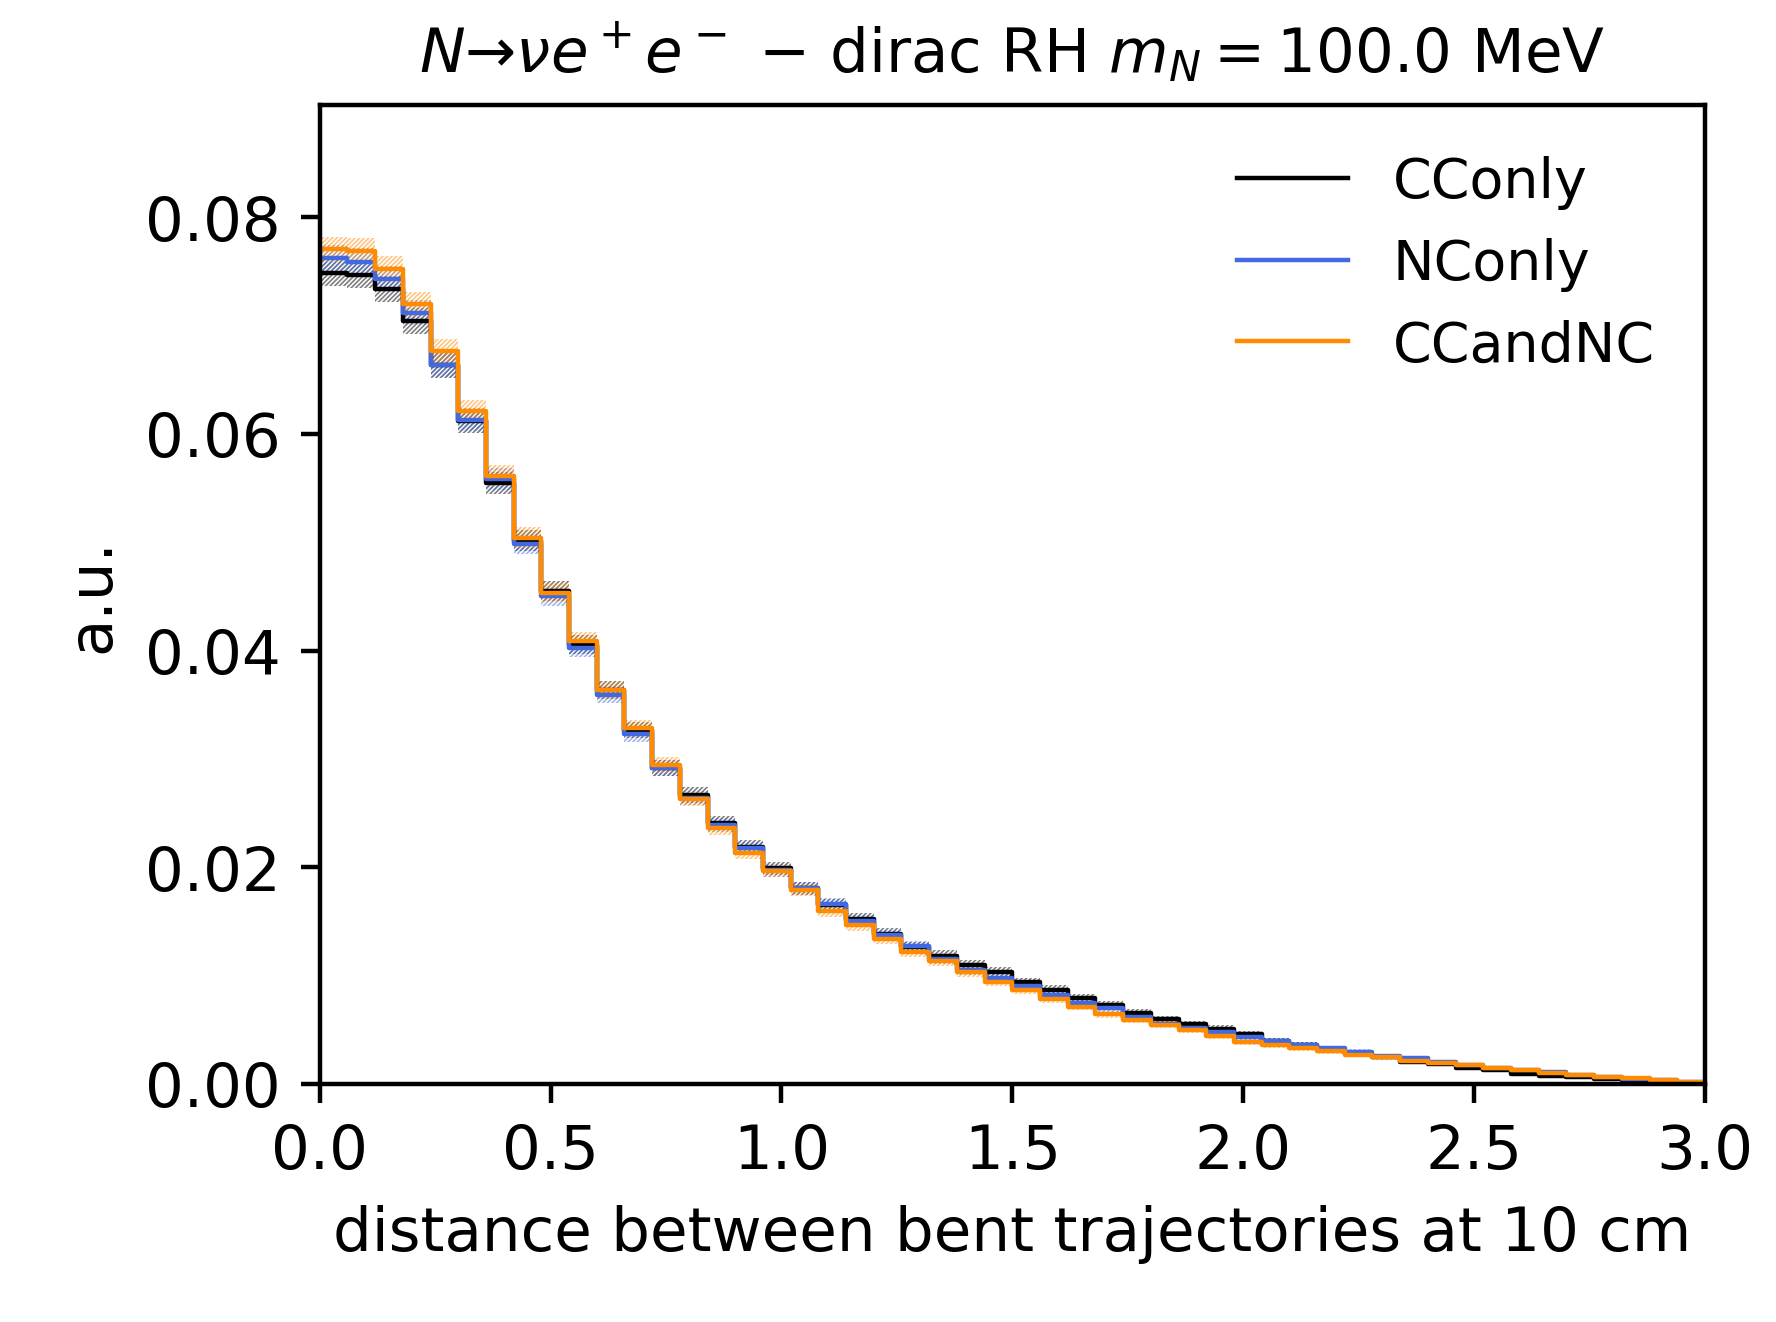 N→νe⁺e⁻ − dirac RH m_N = 100.0 MeV
CConly
NConly
CCandNC
0.08
0.06
0.04
0.02
0.00
a.u.
0.0 0.5 1.0 1.5 2.0 2.5 3.0
distance between bent trajectories at 10 cm